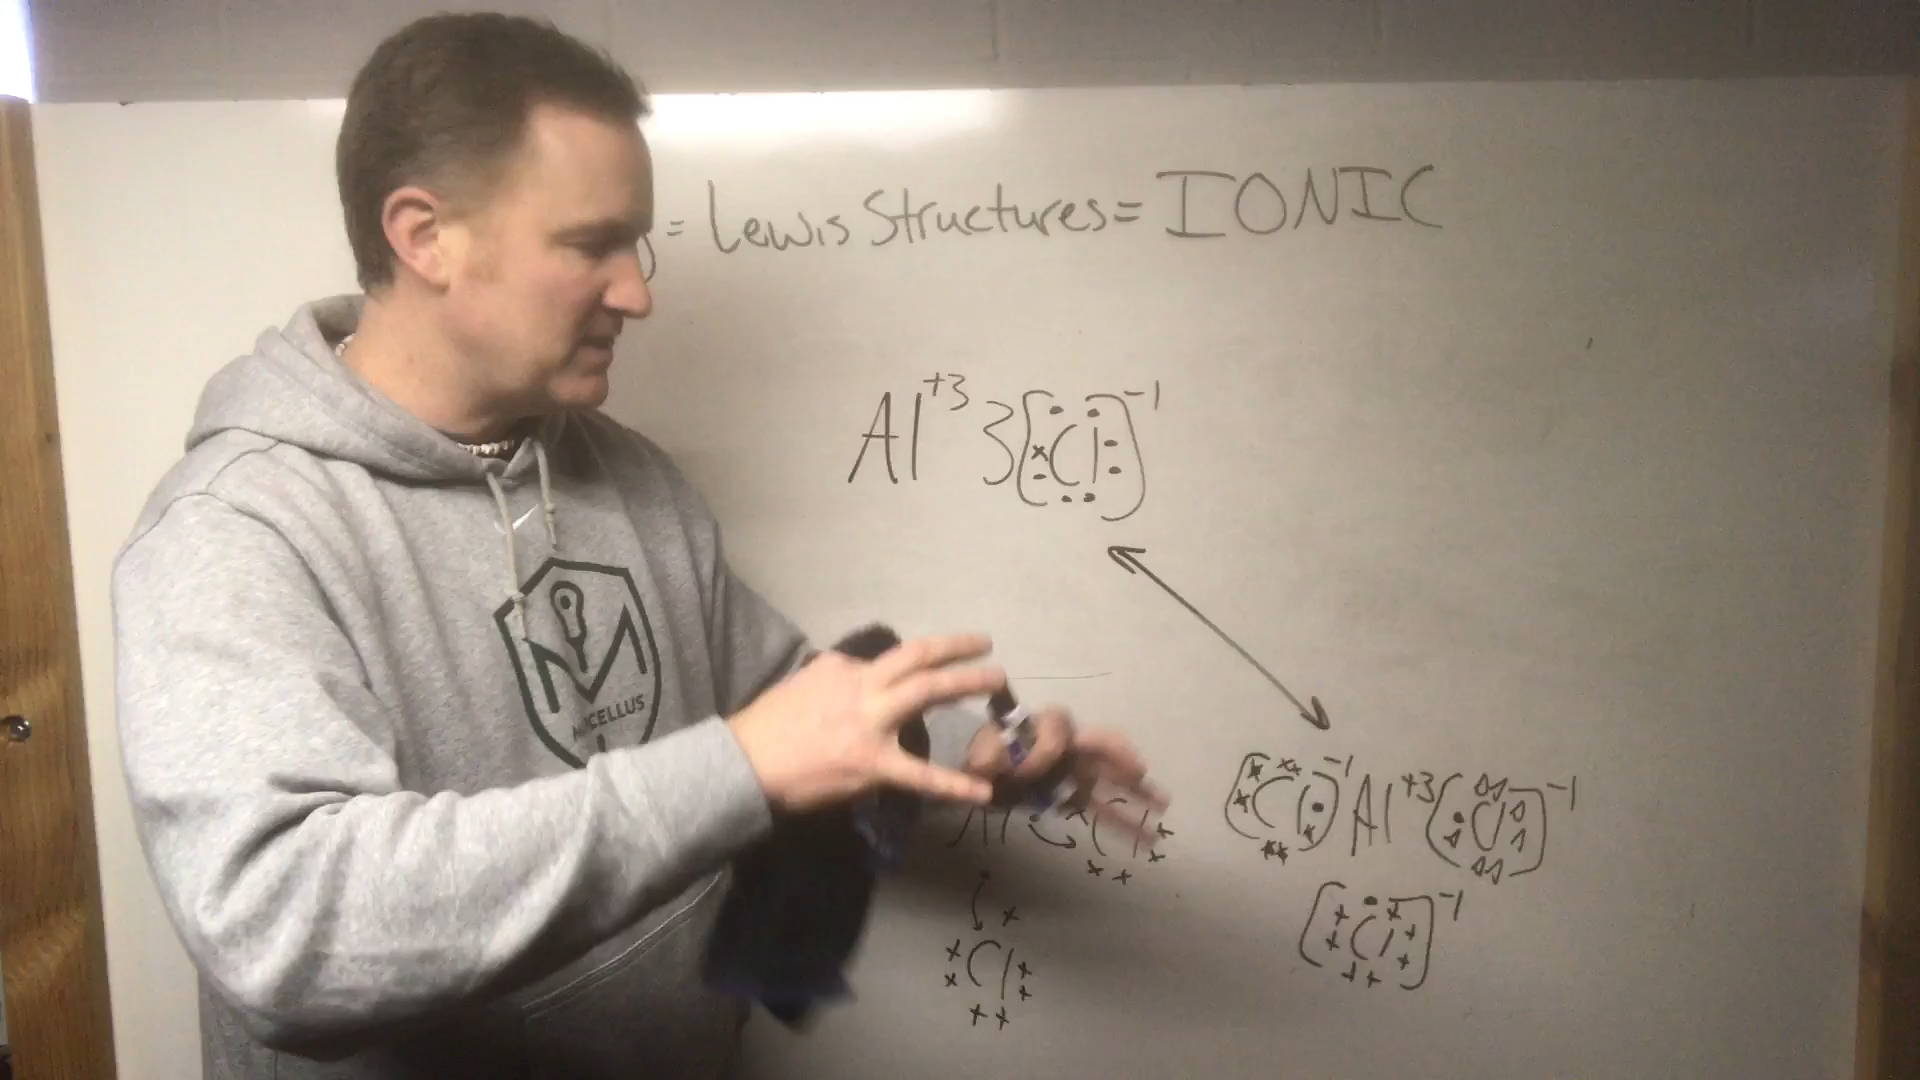 = Lewis Structures = IONIC
Al +3 3[Cl] -1
MARCELLUS
Al Cl
[Cl] -1 Al +3 [Cl] -1
Cl
[Cl] -1